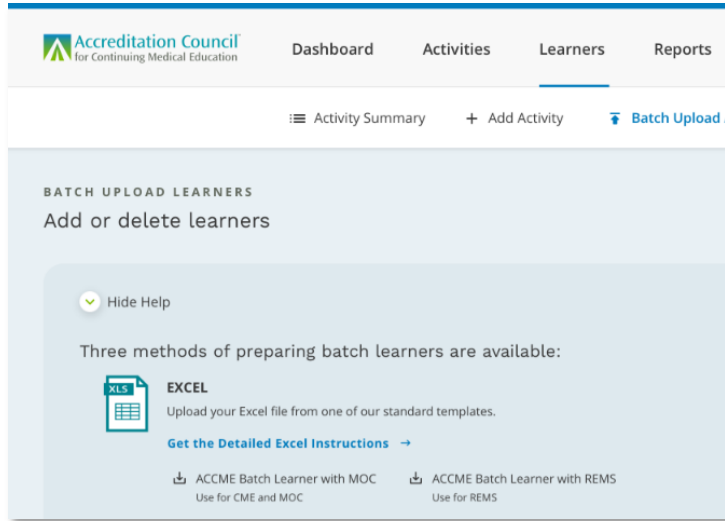 Accreditation Council
for Continuing Medical Education
Dashboard Activities Learners Reports
Activity Summary + Add Activity Batch Upload
BATCH UPLOAD LEARNERS
Add or delete learners
Hide Help
Three methods of preparing batch learners are available:
XLS
EXCEL
Upload your Excel file from one of our standard templates.
Get the Detailed Excel Instructions →
ACCME Batch Learner with MOC ACCME Batch Learner with REMS
Use for CME and MOC Use for REMS